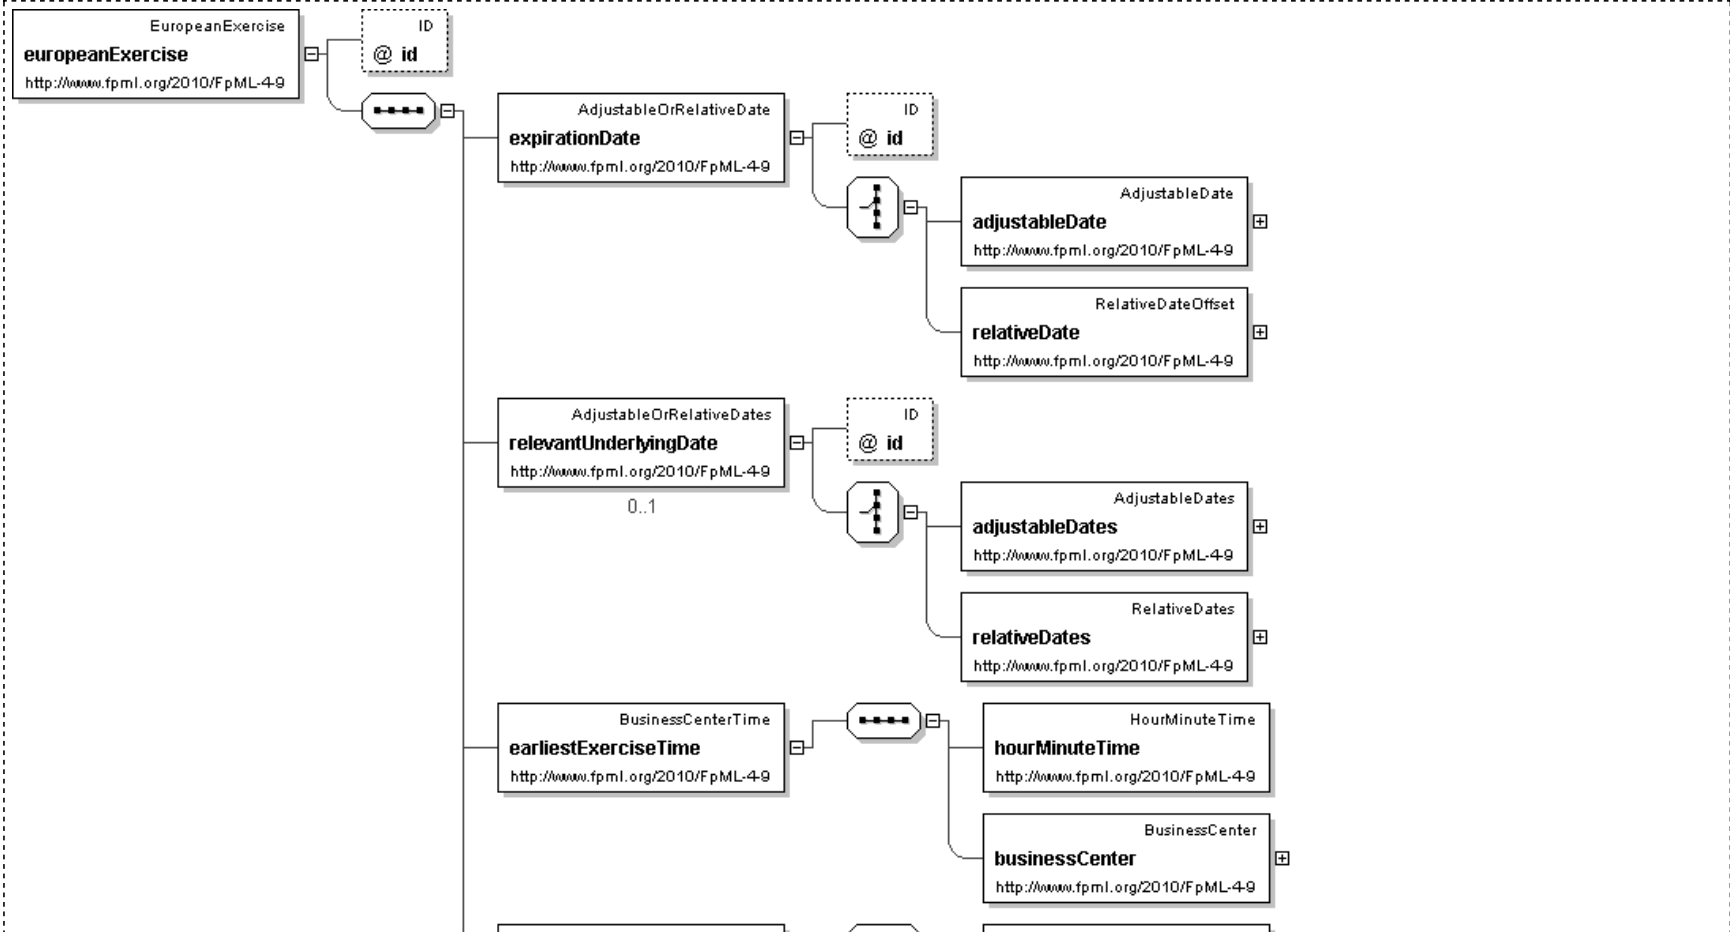 EuropeanExercise
europeanExercise
http://www.fpml.org/2010/FpML-4-9
ID
@ id
AdjustableOrRelativeDate
expirationDate
http://www.fpml.org/2010/FpML-4-9
ID
@ id
AdjustableDate
adjustableDate
http://www.fpml.org/2010/FpML-4-9
RelativeDateOffset
relativeDate
http://www.fpml.org/2010/FpML-4-9
AdjustableOrRelativeDates
relevantUnderlyingDate
http://www.fpml.org/2010/FpML-4-9
0..1
ID
@ id
AdjustableDates
adjustableDates
http://www.fpml.org/2010/FpML-4-9
RelativeDates
relativeDates
http://www.fpml.org/2010/FpML-4-9
BusinessCenterTime
earliestExerciseTime
http://www.fpml.org/2010/FpML-4-9
HourMinuteTime
hourMinuteTime
http://www.fpml.org/2010/FpML-4-9
BusinessCenter
businessCenter
http://www.fpml.org/2010/FpML-4-9